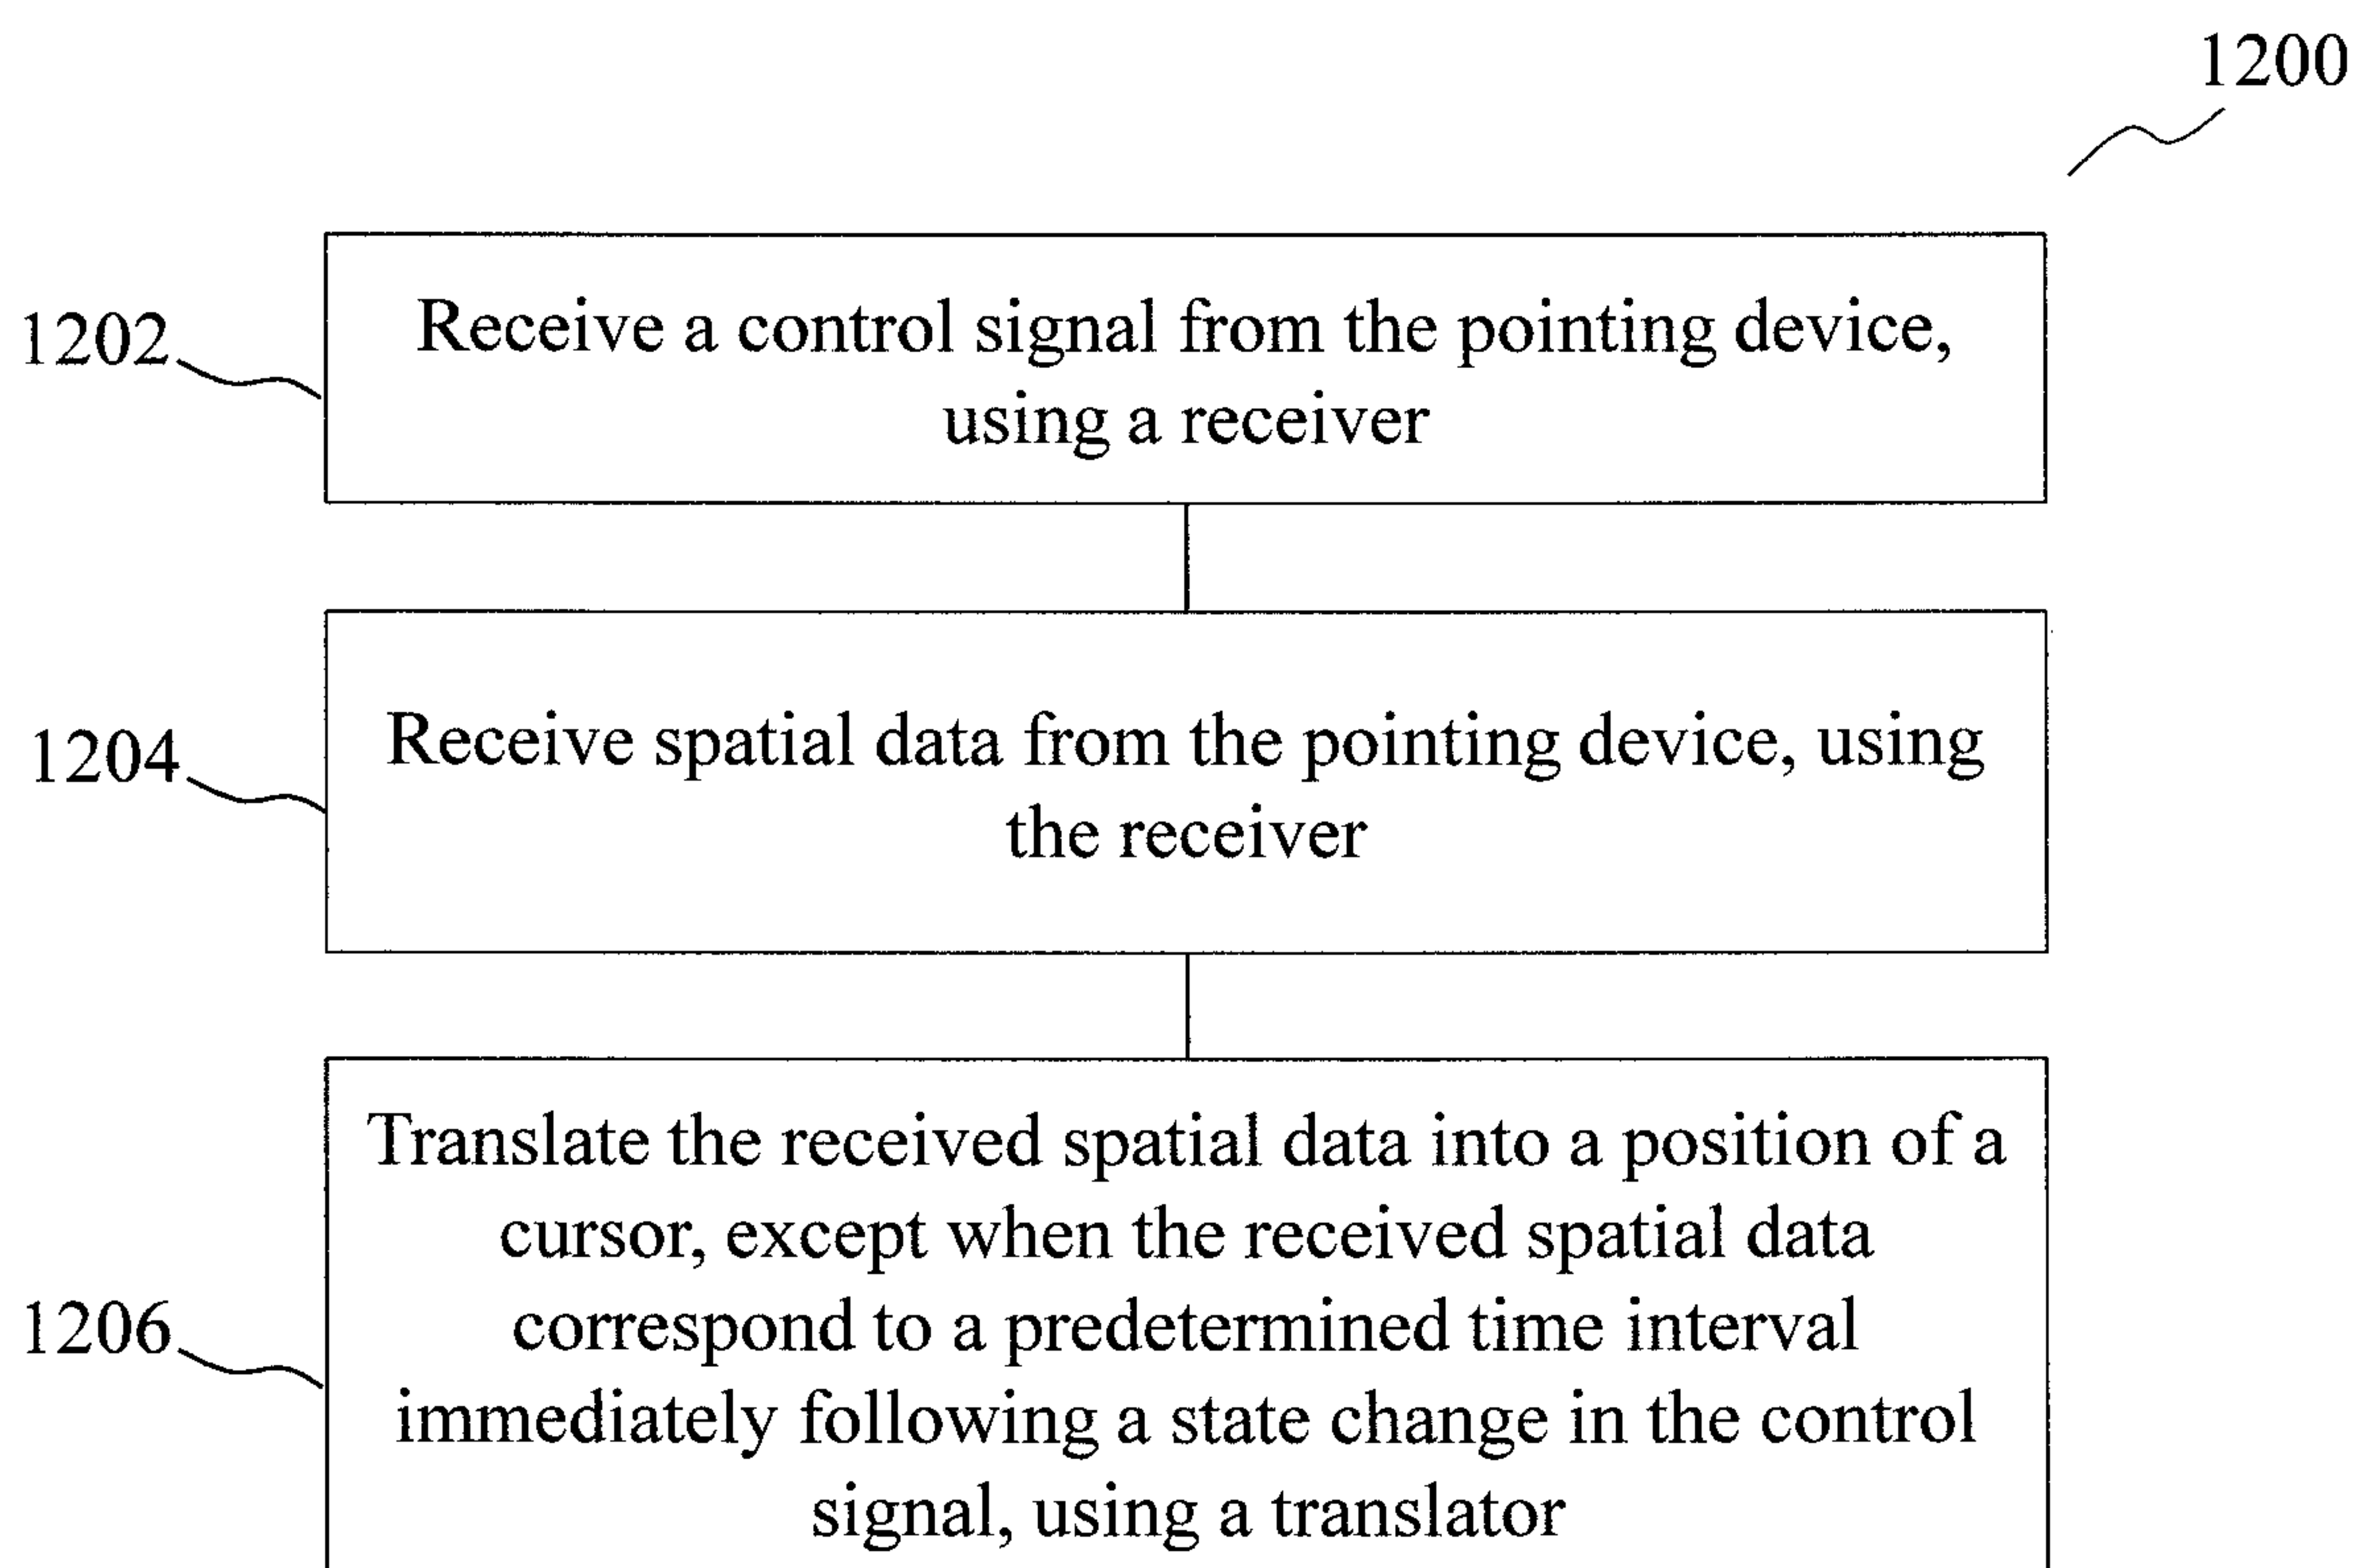 1200
1202
Receive a control signal from the pointing device,
using a receiver
1204
Receive spatial data from the pointing device, using
the receiver
Translate the received spatial data into a position of a
cursor, except when the received spatial data
1206
correspond to a predetermined time interval
immediately following a state change in the control
signal, using a translator